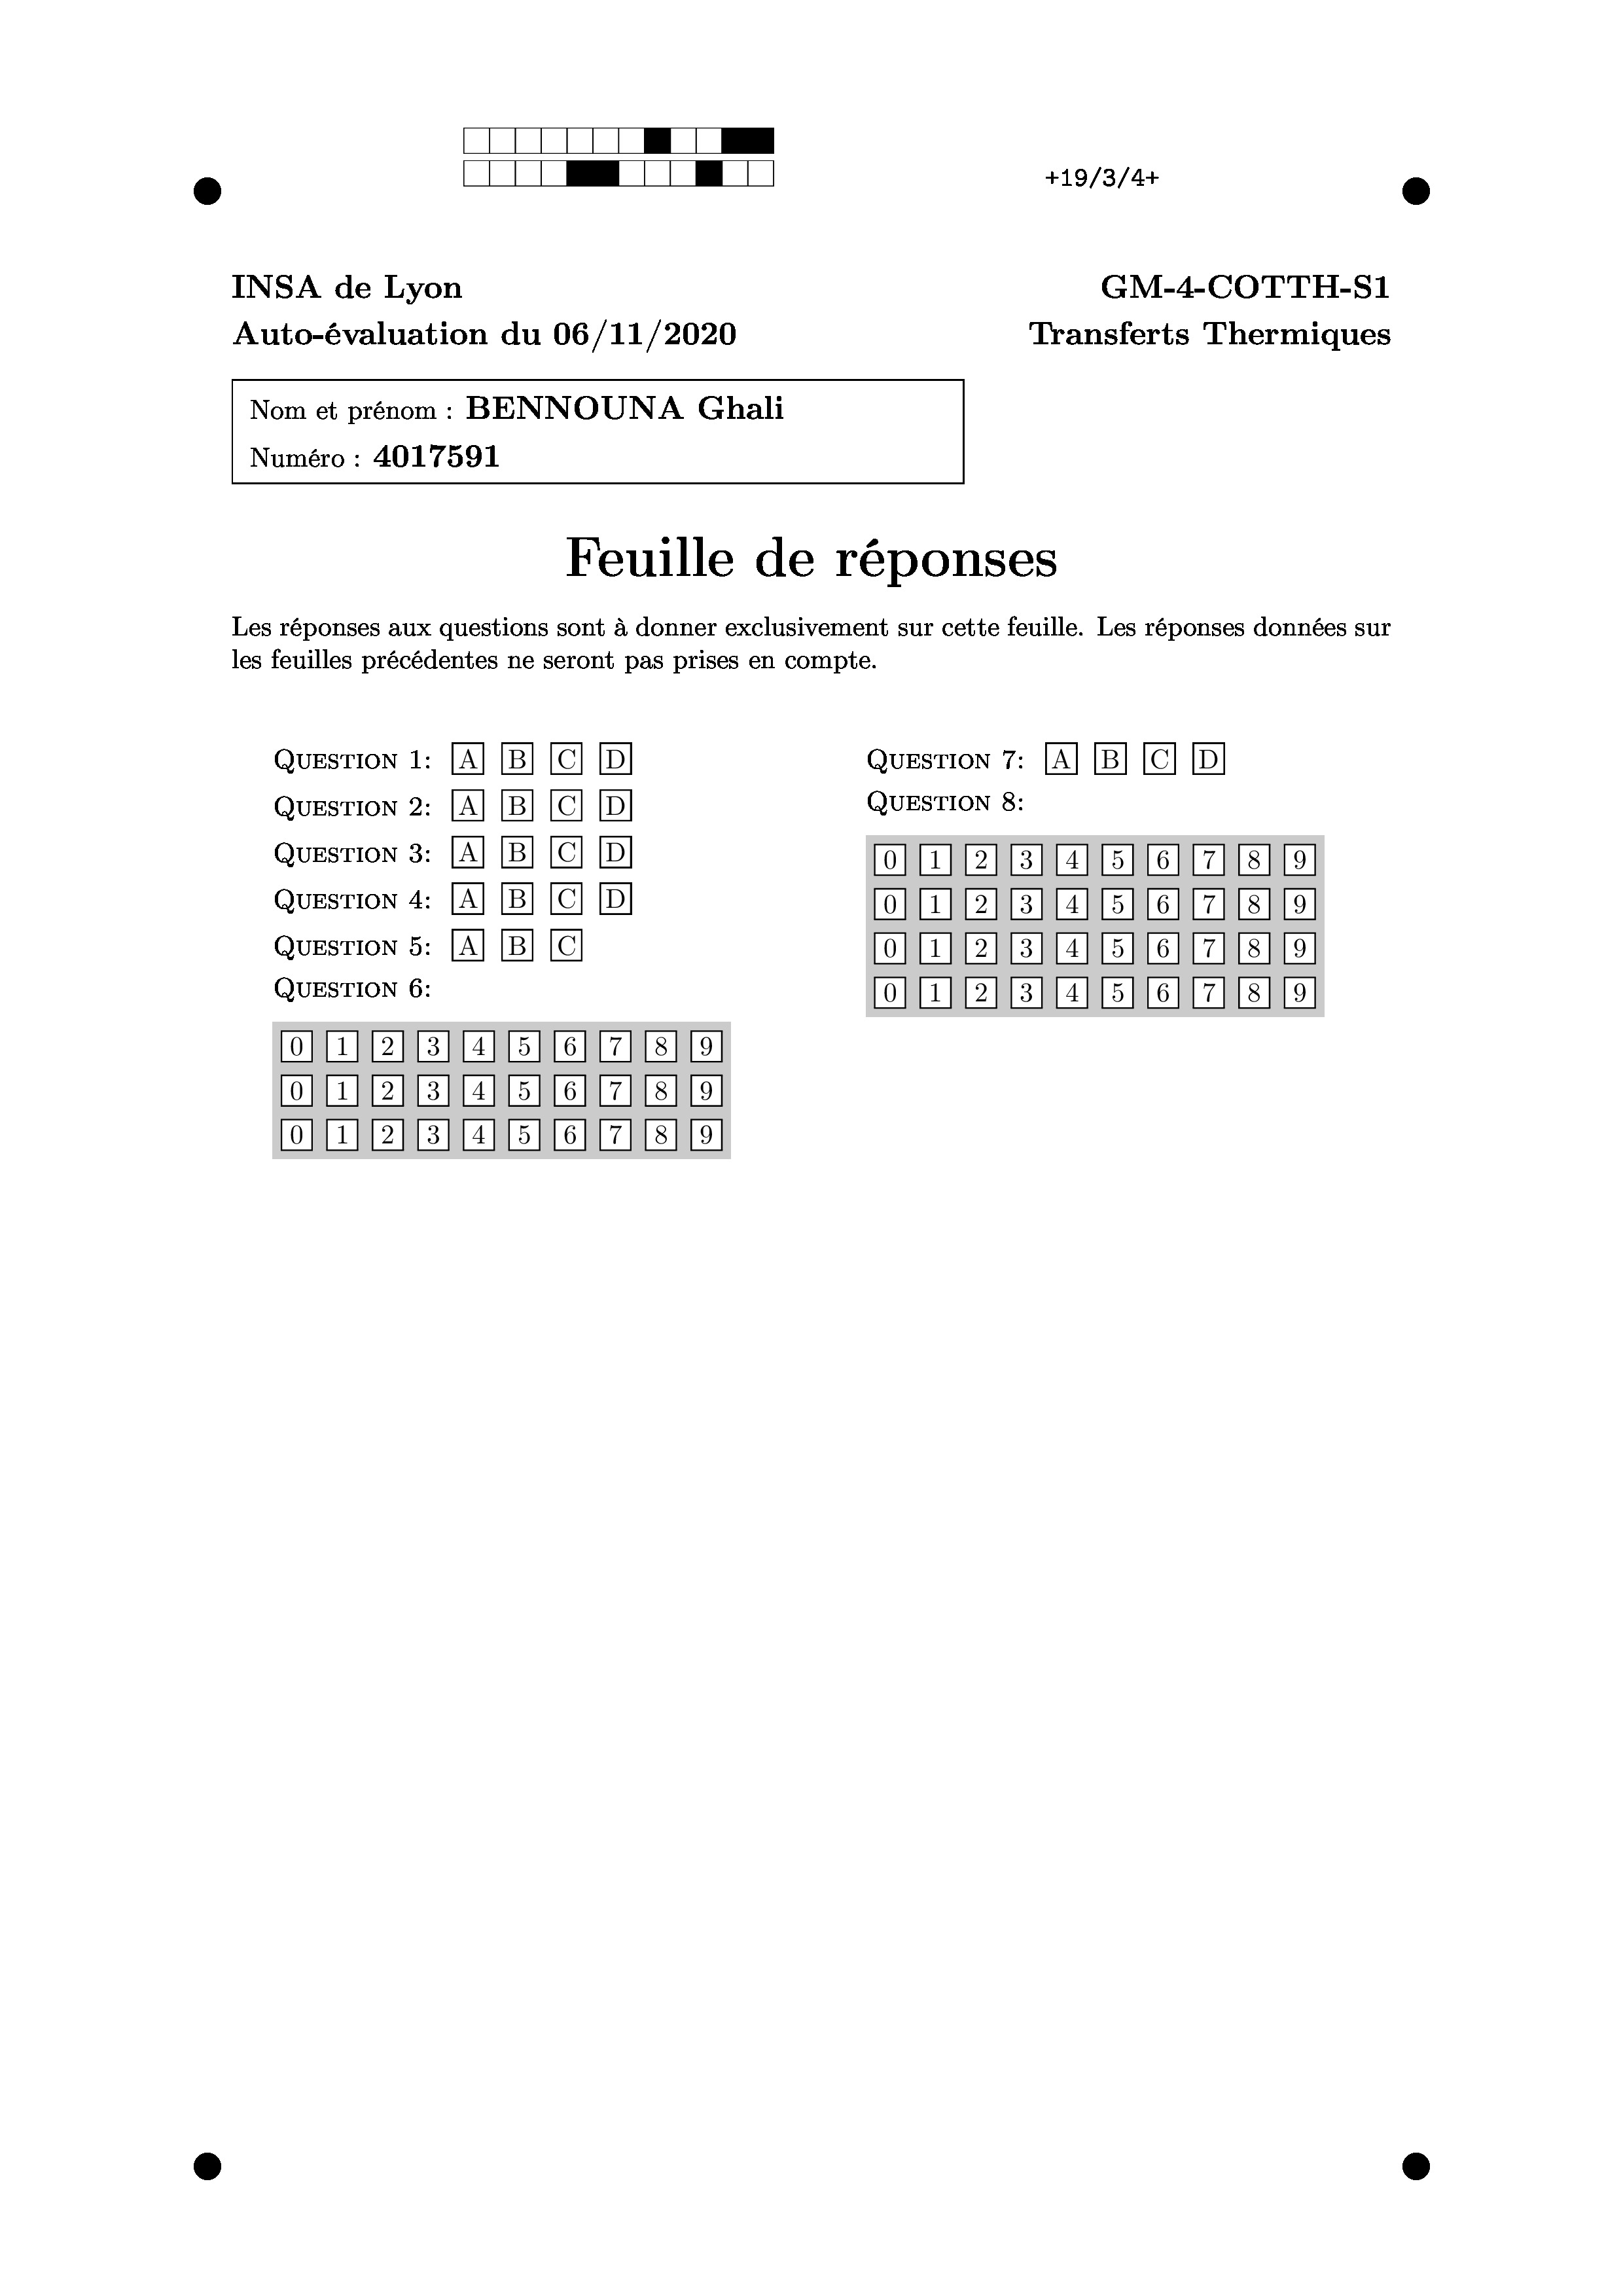 +19/3/4+
INSA de Lyon
GM-4-COTTH-S1
Auto-évaluation du 06/11/2020
Transferts Thermiques
Nom et prénom : BENNOUNA Ghali
Numéro : 4017591
Feuille de réponses
Les réponses aux questions sont à donner exclusivement sur cette feuille. Les réponses données sur
les feuilles précédentes ne seront pas prises en compte.
QUESTION 1: A B C D
QUESTION 2: A B C D
QUESTION 3: A B C D
QUESTION 4: A B C D
QUESTION 5: A B C
QUESTION 6:
0 1 2 3 4 5 6 7 8 9
0 1 2 3 4 5 6 7 8 9
0 1 2 3 4 5 6 7 8 9
QUESTION 7: A B C D
QUESTION 8:
0 1 2 3 4 5 6 7 8 9
0 1 2 3 4 5 6 7 8 9
0 1 2 3 4 5 6 7 8 9
0 1 2 3 4 5 6 7 8 9